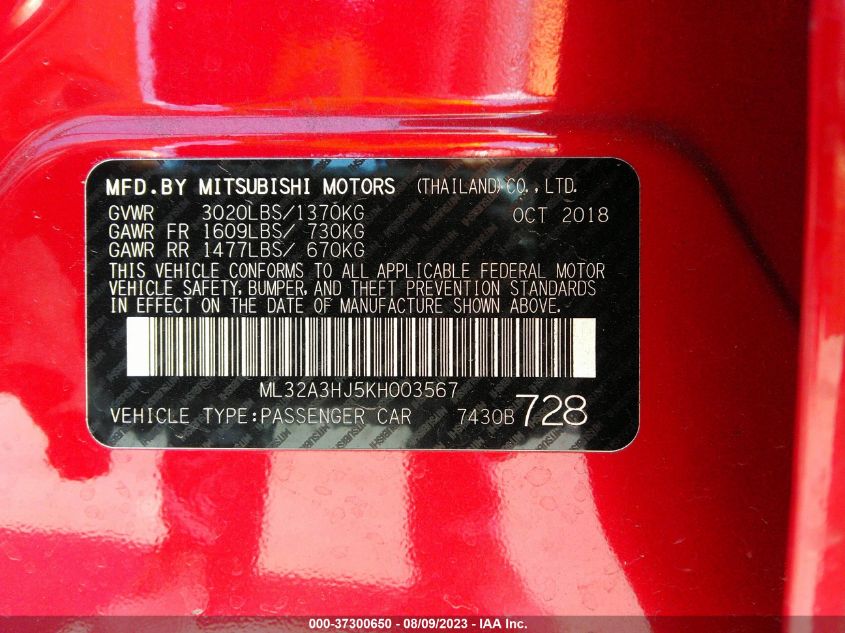 MFD.BY MITSUBISHI MOTORS (THAILAND)CO.,LTD.
GVWR 3020LBS/1370KG OCT 2018
GAWR FR 1609LBS/ 730KG
GAWR RR 1477LBS/ 670KG
THIS VEHICLE CONFORMS TO ALL APPLICABLE FEDERAL MOTOR
VEHICLE SAFETY, BUMPER, AND THEFT PREVENTION STANDARDS
IN EFFECT ON THE DATE OF MANUFACTURE SHOWN ABOVE.
ML32A3HJ5KH003567
VEHICLE TYPE:PASSENGER CAR 7430B 728
000-37300650 - 08/09/2023 - IAA Inc.